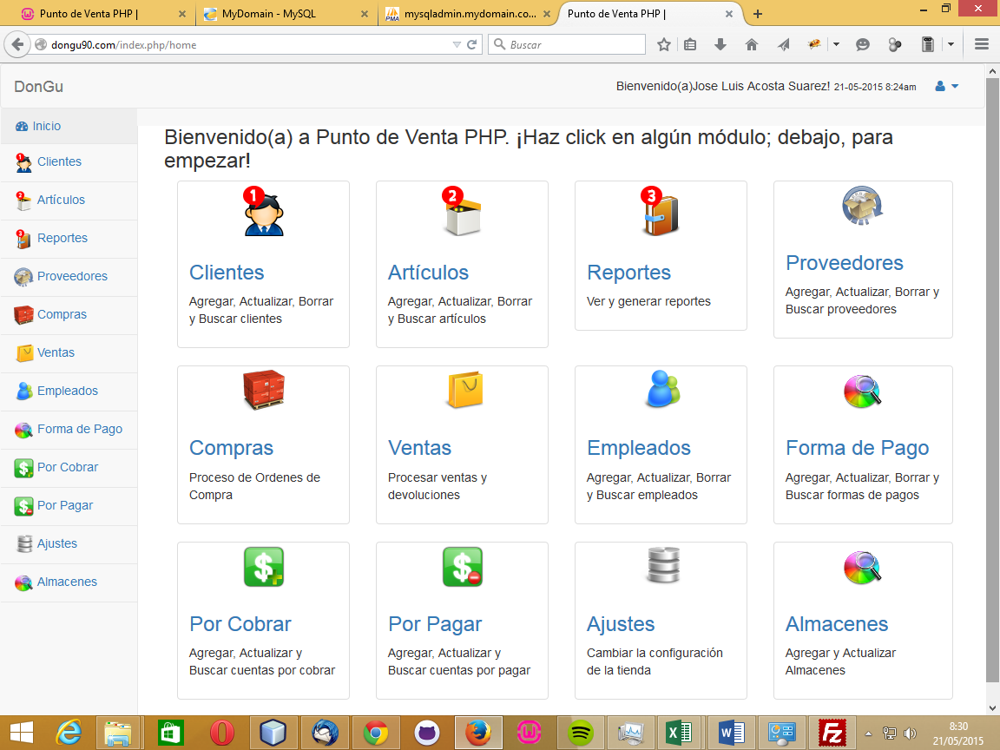 Punto de Venta PHP |
MyDomain - MySQL
mysqladmin.mydomain.co...
Punto de Venta PHP |
dongu90.com/index.php/home
Buscar
DonGu
Bienvenido(a)Jose Luis Acosta Suarez! 21-05-2015 8:24am
Inicio
1
Clientes
2
Artículos
3
Reportes
Proveedores
Compras
Ventas
Empleados
Forma de Pago
Por Cobrar
Por Pagar
Ajustes
Almacenes
Bienvenido(a) a Punto de Venta PHP. ¡Haz click en algún módulo; debajo, para
empezar!
1
Clientes
Agregar, Actualizar, Borrar
y Buscar clientes
2
Artículos
Agregar, Actualizar, Borrar
y Buscar artículos
3
Reportes
Ver y generar reportes
Proveedores
Agregar, Actualizar, Borrar y
Buscar proveedores
Compras
Proceso de Ordenes de
Compra
Ventas
Procesar ventas y
devoluciones
Empleados
Agregar, Actualizar, Borrar
y Buscar empleados
Forma de Pago
Agregar, Actualizar, Borrar y
Buscar formas de pagos
$
Por Cobrar
Agregar, Actualizar y
Buscar cuentas por cobrar
$
Por Pagar
Agregar, Actualizar y
Buscar cuentas por pagar
Ajustes
Cambiar la configuración
de la tienda
Almacenes
Agregar y Actualizar
Almacenes
8:30
21/05/2015